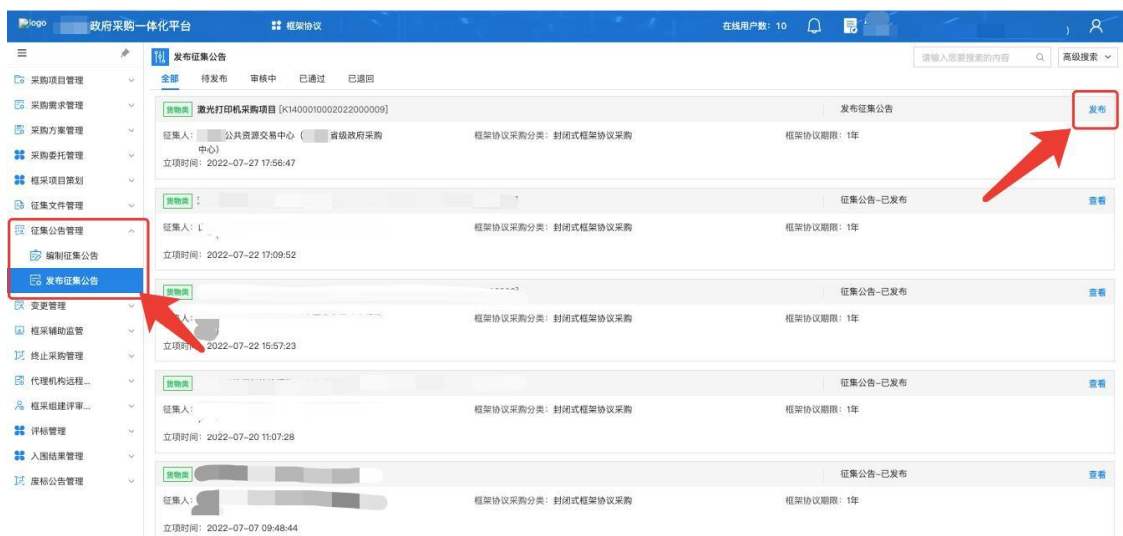 logo 政府采购一体化平台 框架协议 在线用户数: 10
发布征集公告 请输入您要搜索的内容 高级搜索
全部 待发布 审核中 已通过 已退回
采购项目管理
采购需求管理
采购方案管理
采购委托管理
框采项目策划
征集文件管理
征集公告管理
编制征集公告
发布征集公告
变更管理
框采辅助监管
终止采购管理
代理机构远程...
框采组建评审...
评标管理
入围结果管理
废标公告管理
货物类 激光打印机采购项目 [K1400010002022000009] 发布征集公告 发布
征集人: 公共资源交易中心 ( 省级政府采购 框架协议采购分类: 封闭式框架协议采购 框架协议期限: 1年
中心)
立项时间: 2022-07-27 17:56:47
货物类 征集公告-已发布 查看
征集人: 框架协议采购分类: 封闭式框架协议采购 框架协议期限: 1年
立项时间: 2022-07-22 17:09:52
货物类 征集公告-已发布 查看
人: 框架协议采购分类: 封闭式框架协议采购 框架协议期限: 1年
立项时间: 2022-07-22 15:57:23
货物类 征集公告-已发布 查看
征集人: 框架协议采购分类: 封闭式框架协议采购 框架协议期限: 1年
立项时间: 2022-07-20 11:07:28
货物类 征集公告-已发布 查看
征集人: 框架协议采购分类: 封闭式框架协议采购 框架协议期限: 1年
立项时间: 2022-07-07 09:48:44